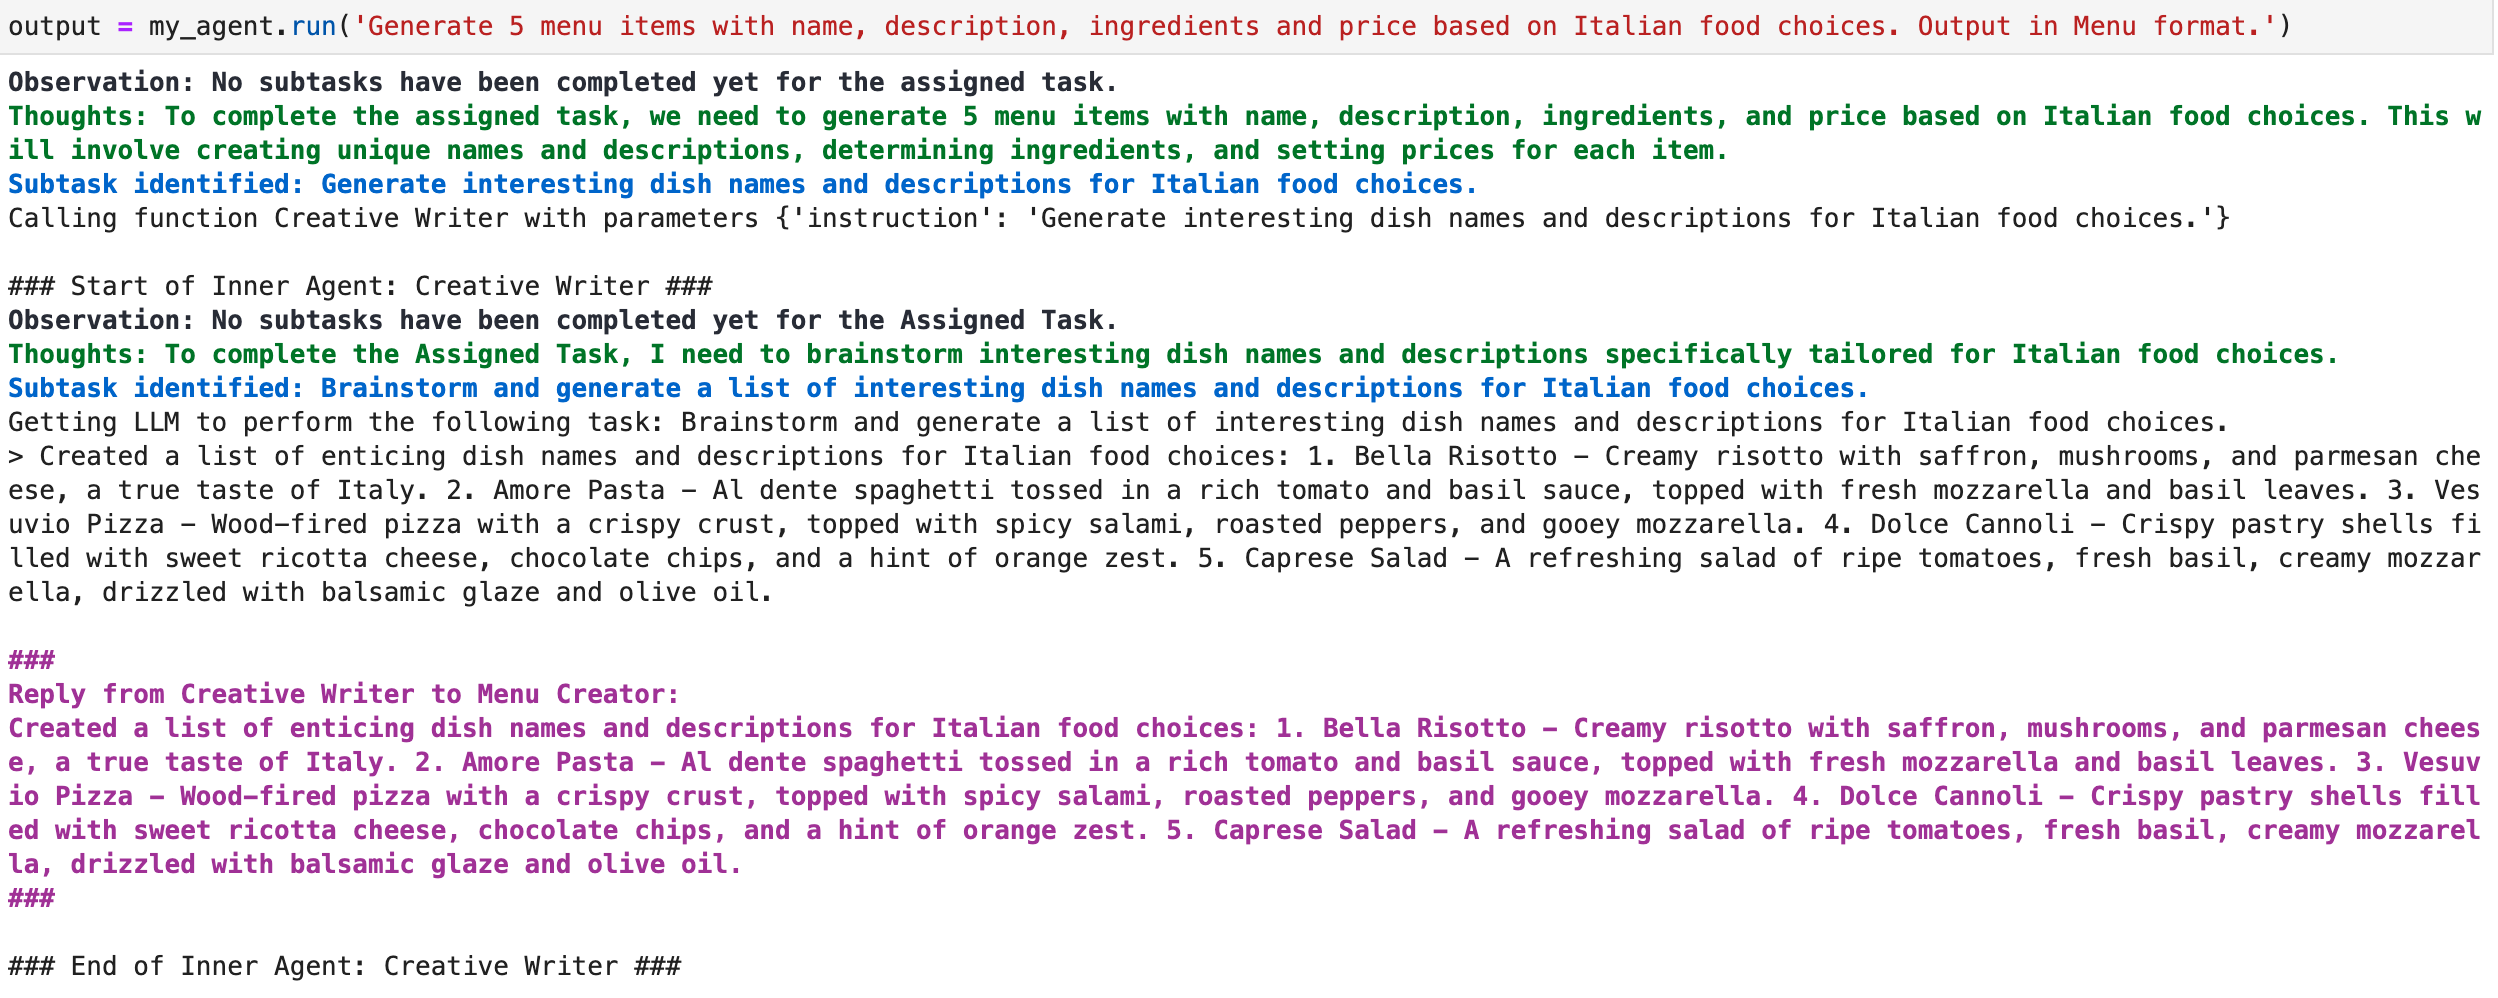 output = my_agent.run('Generate 5 menu items with name, description, ingredients and price based on Italian food choices. Output in Menu format.')
Observation: No subtasks have been completed yet for the assigned task.
Thoughts: To complete the assigned task, we need to generate 5 menu items with name, description, ingredients, and price based on Italian food choices. This w
ill involve creating unique names and descriptions, determining ingredients, and setting prices for each item.
Subtask identified: Generate interesting dish names and descriptions for Italian food choices.
Calling function Creative Writer with parameters {'instruction': 'Generate interesting dish names and descriptions for Italian food choices.'}
### Start of Inner Agent: Creative Writer ###
Observation: No subtasks have been completed yet for the Assigned Task.
Thoughts: To complete the Assigned Task, I need to brainstorm interesting dish names and descriptions specifically tailored for Italian food choices.
Subtask identified: Brainstorm and generate a list of interesting dish names and descriptions for Italian food choices.
Getting LLM to perform the following task: Brainstorm and generate a list of interesting dish names and descriptions for Italian food choices.
> Created a list of enticing dish names and descriptions for Italian food choices: 1. Bella Risotto – Creamy risotto with saffron, mushrooms, and parmesan che
ese, a true taste of Italy. 2. Amore Pasta – Al dente spaghetti tossed in a rich tomato and basil sauce, topped with fresh mozzarella and basil leaves. 3. Ves
uvio Pizza – Wood-fired pizza with a crispy crust, topped with spicy salami, roasted peppers, and gooey mozzarella. 4. Dolce Cannoli – Crispy pastry shells fi
lled with sweet ricotta cheese, chocolate chips, and a hint of orange zest. 5. Caprese Salad – A refreshing salad of ripe tomatoes, fresh basil, creamy mozzar
ella, drizzled with balsamic glaze and olive oil.
###
Reply from Creative Writer to Menu Creator:
Created a list of enticing dish names and descriptions for Italian food choices: 1. Bella Risotto – Creamy risotto with saffron, mushrooms, and parmesan chees
e, a true taste of Italy. 2. Amore Pasta – Al dente spaghetti tossed in a rich tomato and basil sauce, topped with fresh mozzarella and basil leaves. 3. Vesuv
io Pizza – Wood-fired pizza with a crispy crust, topped with spicy salami, roasted peppers, and gooey mozzarella. 4. Dolce Cannoli – Crispy pastry shells fill
ed with sweet ricotta cheese, chocolate chips, and a hint of orange zest. 5. Caprese Salad – A refreshing salad of ripe tomatoes, fresh basil, creamy mozzarel
la, drizzled with balsamic glaze and olive oil.
###
### End of Inner Agent: Creative Writer ###